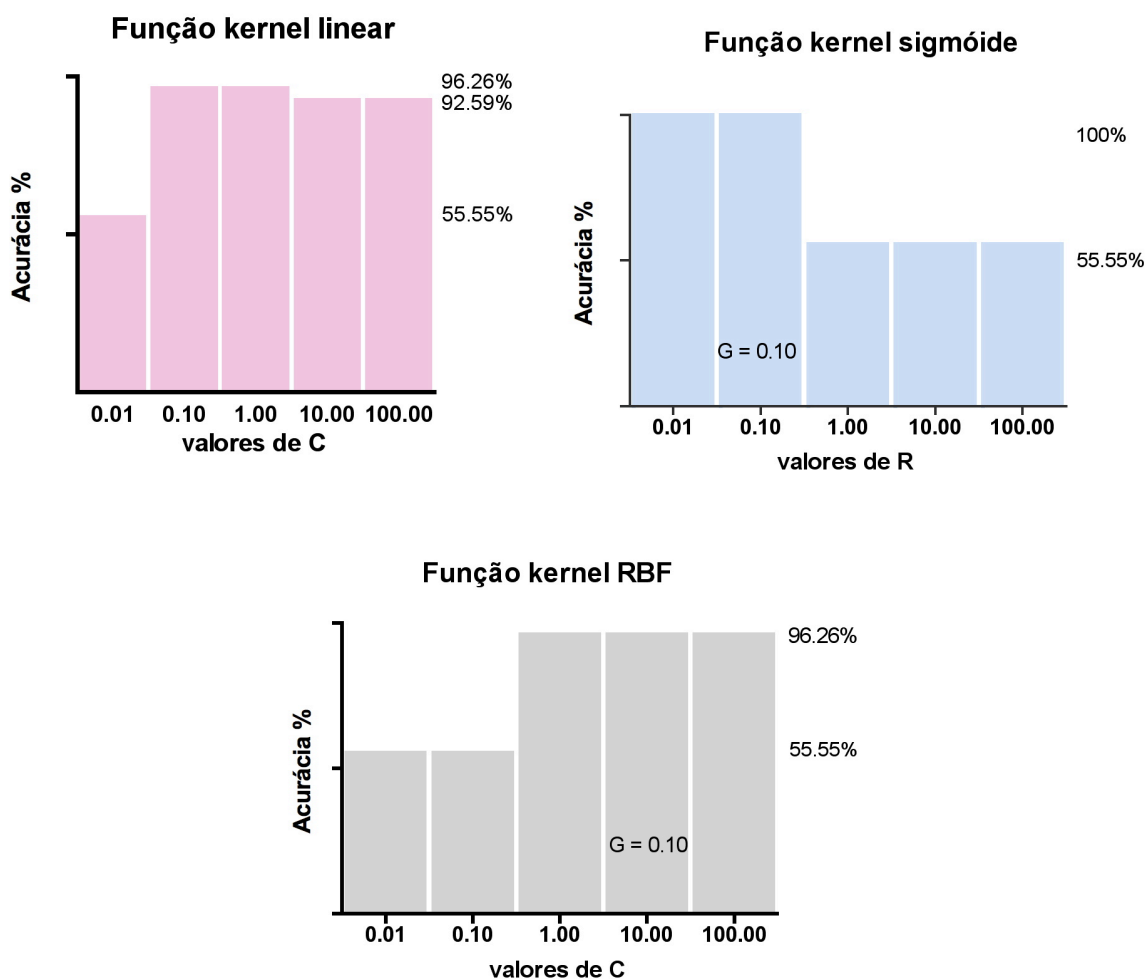 Função kernel linear
96.26%
92.59%
55.55%
Acurácia %
0.01 0.10 1.00 10.00 100.00
valores de C
Função kernel sigmóide
100%
55.55%
Acurácia %
G = 0.10
0.01 0.10 1.00 10.00 100.00
valores de R
Função kernel RBF
96.26%
55.55%
Acurácia %
G = 0.10
0.01 0.10 1.00 10.00 100.00
valores de C